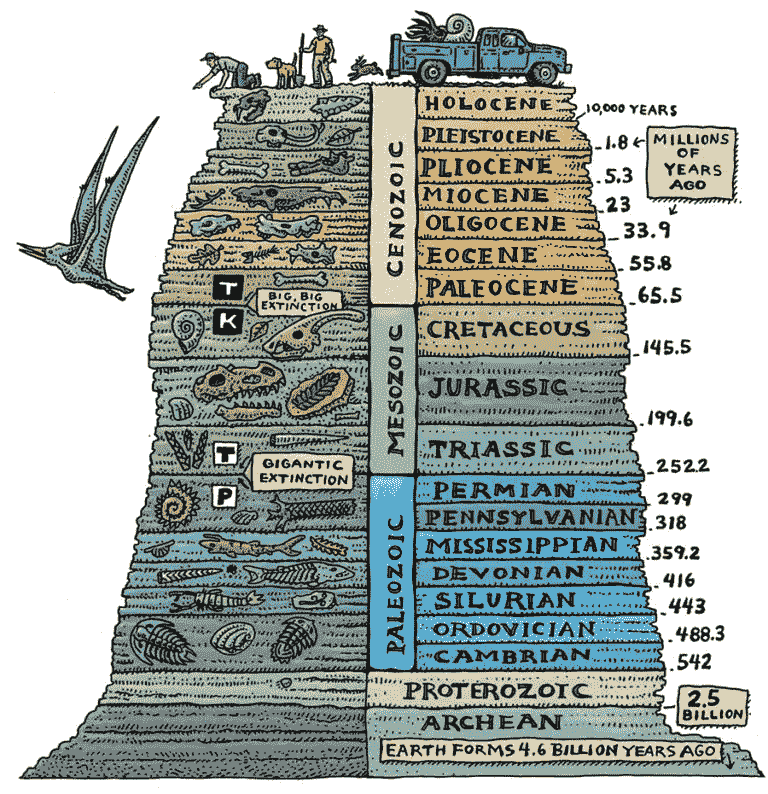 HOLOCENE
10,000 YEARS
PLEISTOCENE
1.8
MILLIONS
OF
YEARS
AGO
PLIOCENE
5.3
MIOCENE
23
OLIGOCENE
33.9
EOCENE
55.8
PALEOCENE
65.5
CENOZOIC
T
BIG, BIG
EXTINCTION
K
CRETACEOUS
145.5
JURASSIC
199.6
TRIASSIC
252.2
MESOZOIC
T
GIGANTIC
EXTINCTION
P
PERMIAN
299
PENNSYLVANIAN
318
MISSISSIPPIAN
359.2
DEVONIAN
416
SILURIAN
443
ORDOVICIAN
488.3
CAMBRIAN
542
PALEOZOIC
PROTEROZOIC
2.5
BILLION
ARCHEAN
EARTH FORMS 4.6 BILLION YEARS AGO